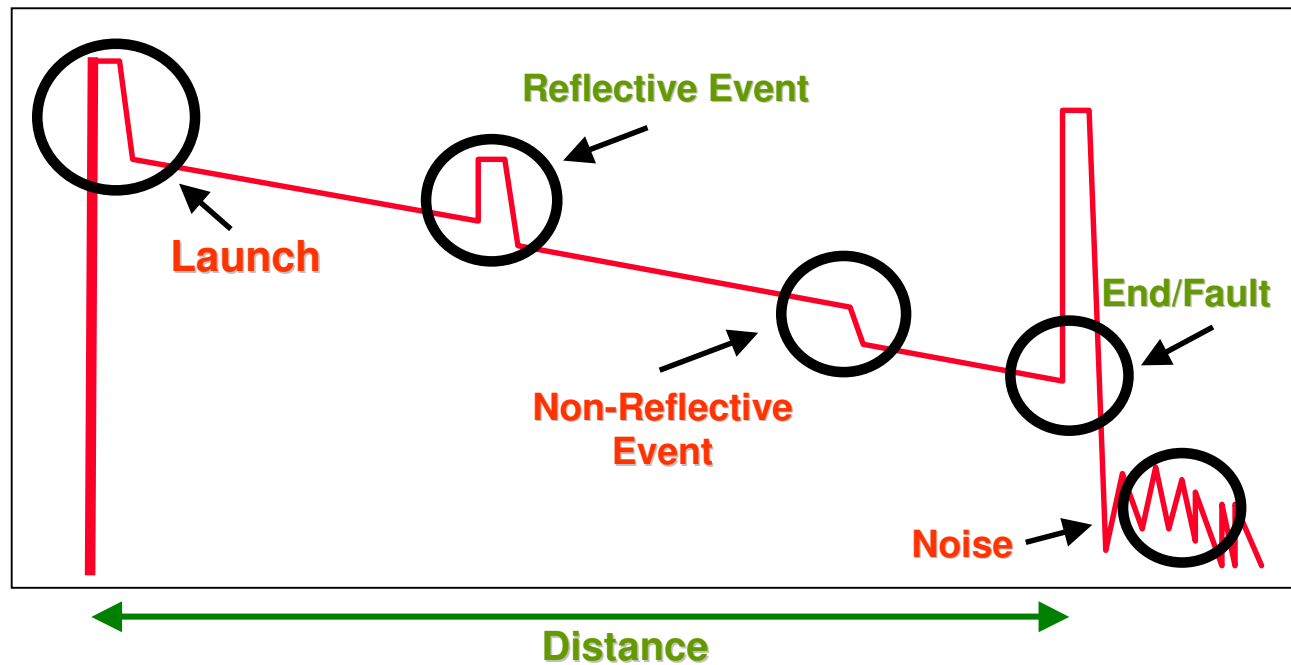 Reflective Event
Launch
End/Fault
Non-Reflective
Event
Noise
Distance